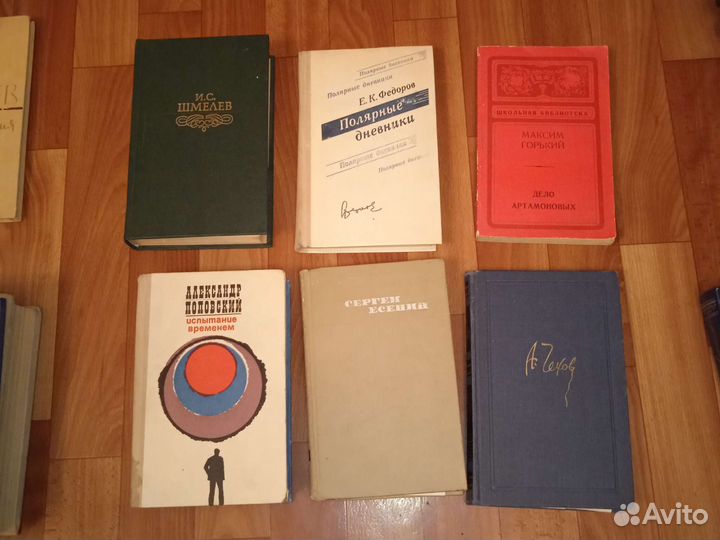 И.С.
ШМЕЛЕВ
Полярные дневники
Полярные дневники
Е. К. Федоров
Полярные
дневники
Полярные дневники
Полярные
ШКОЛЬНАЯ БИБЛИОТЕКА
МАКСИМ
ГОРЬКИЙ
ДЕЛО
АРТАМОНОВЫХ
АЛЕКСАНДР
ПОПОВСКИЙ
испытание
временем
СЕРГЕЙ
ЕСЕНИН
А. Чехов
Avito